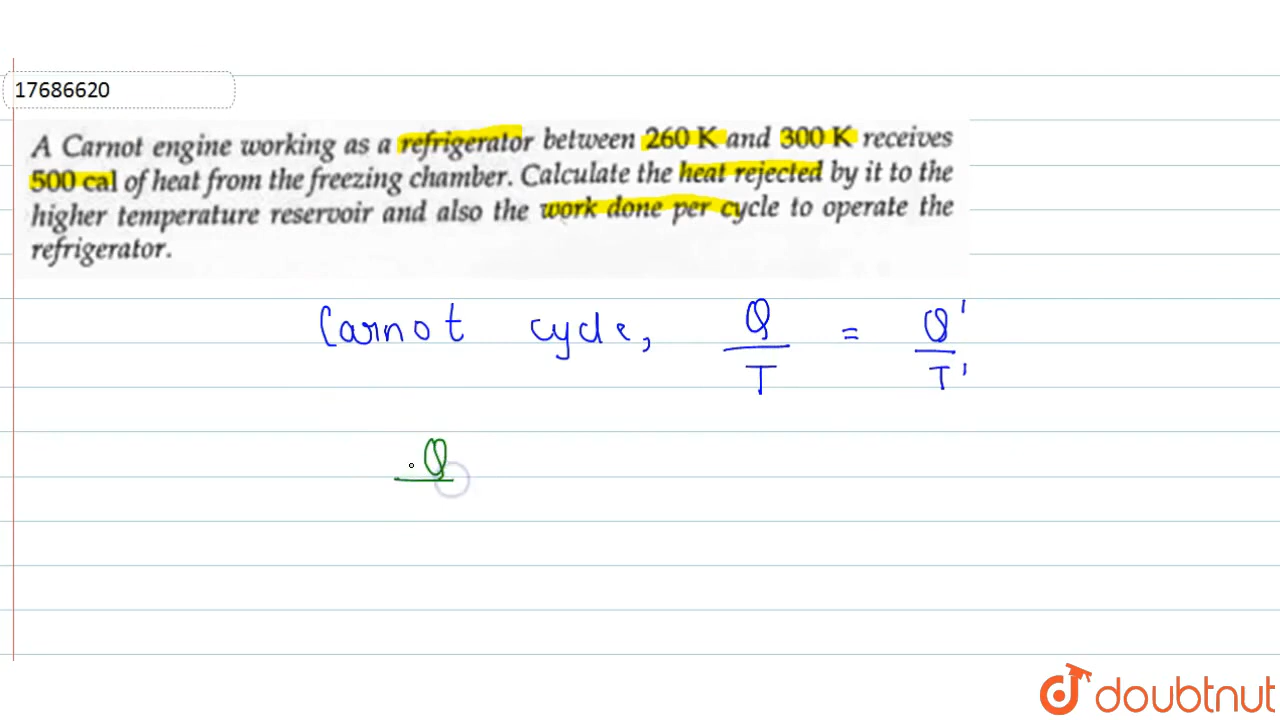 17686620
A Carnot engine working as a refrigerator between 260 K and 300 K receives
500 cal of heat from the freezing chamber. Calculate the heat rejected by it to the
higher temperature reservoir and also the work done per cycle to operate the
refrigerator.
Carnot cycle, Q/T = Q'/T'
Q
doubtnut